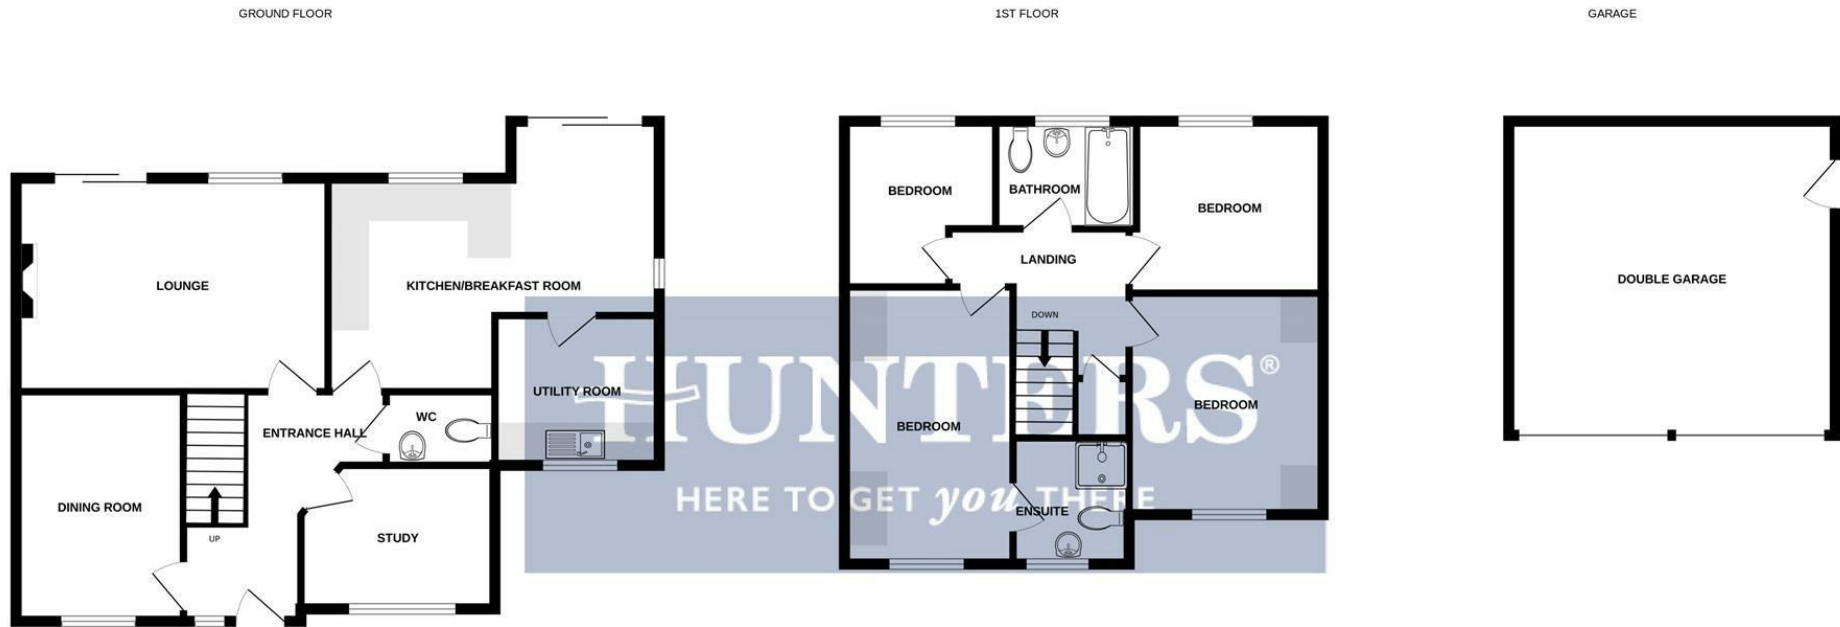 GROUND FLOOR
LOUNGE
KITCHEN/BREAKFAST ROOM
UTILITY ROOM
WC
ENTRANCE HALL
DINING ROOM
UP
STUDY
1ST FLOOR
BEDROOM
BATHROOM
BEDROOM
LANDING
DOWN
BEDROOM
BEDROOM
ENSUITE
GARAGE
DOUBLE GARAGE
HUNTERS®
HERE TO GET you THERE